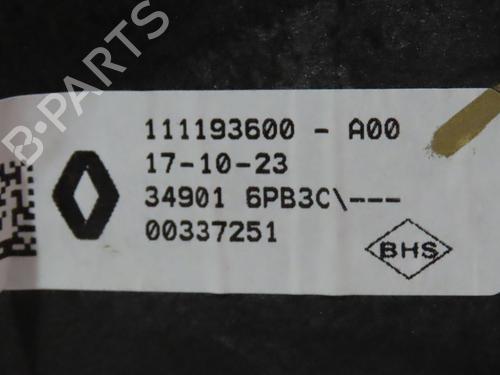 B-PARTS
111193600 - A00
17-10-23
34901 6PB3C\---
00337251
BHS